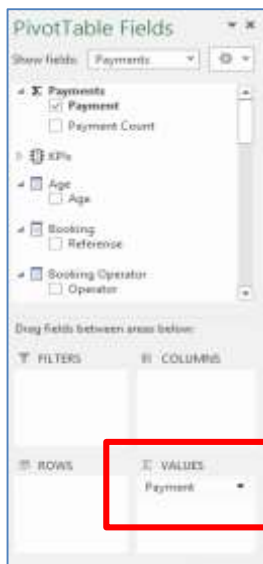 PivotTable Fields
Show fields: Payments
Σ Payments
Payment
Payment Count
KPIs
Age
Age
Booking
Reference
Booking Operator
Operator
Drag fields between areas below:
FILTERS
COLUMNS
ROWS
Σ VALUES
Payment